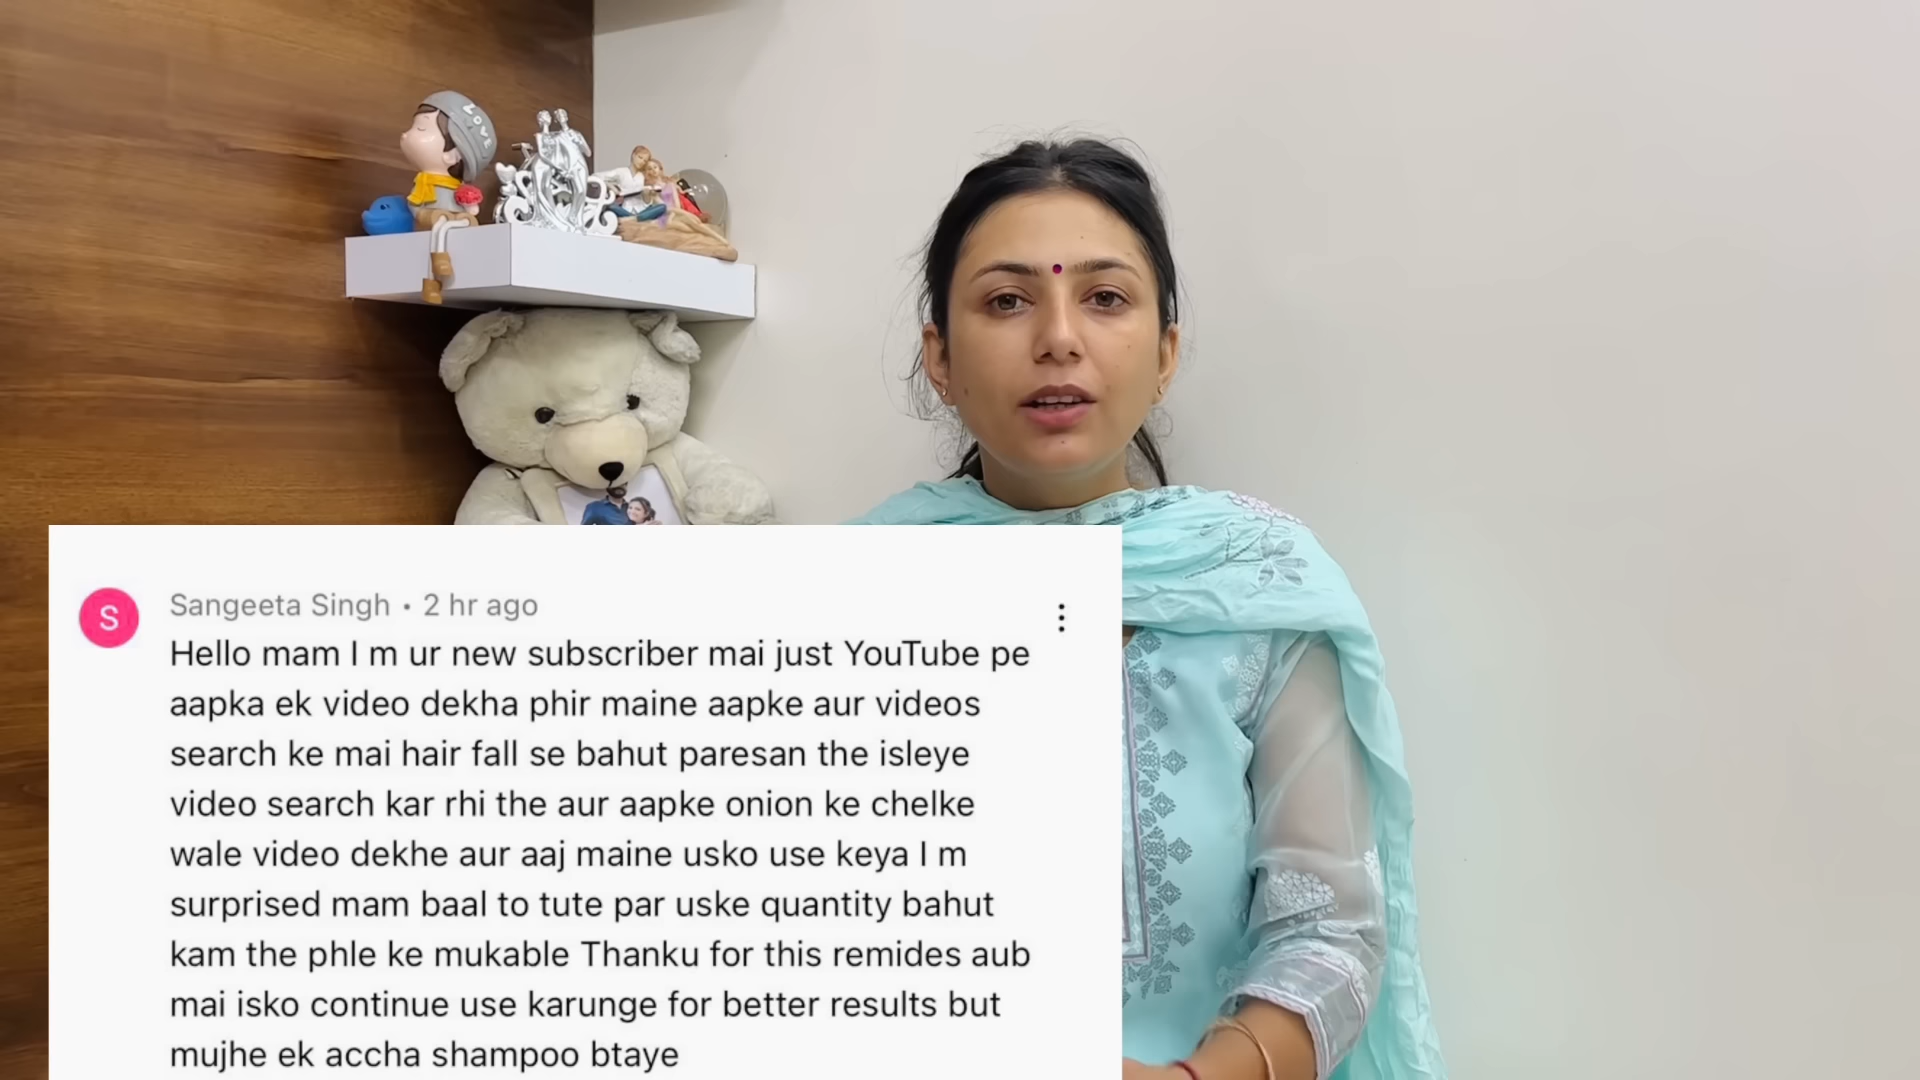 LOVE
S
Sangeeta Singh • 2 hr ago
Hello mam I m ur new subscriber mai just YouTube pe
aapka ek video dekha phir maine aapke aur videos
search ke mai hair fall se bahut paresan the isleye
video search kar rhi the aur aapke onion ke chelke
wale video dekhe aur aaj maine usko use keya I m
surprised mam baal to tute par uske quantity bahut
kam the phle ke mukable Thanku for this remides aub
mai isko continue use karunge for better results but
mujhe ek accha shampoo btaye